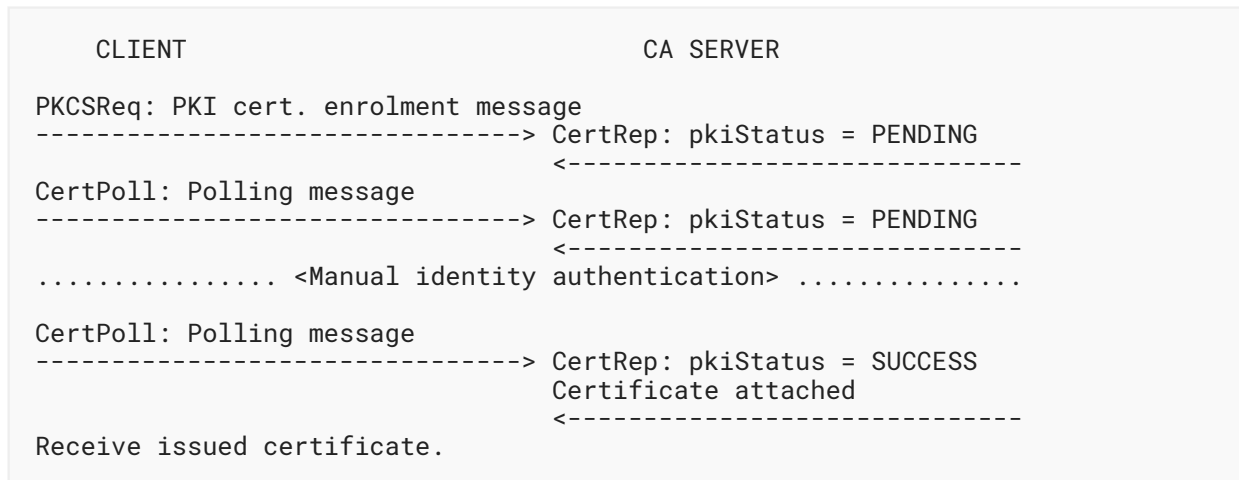 CLIENT CA SERVER
PKCSReq: PKI cert. enrolment message
--------------------------------> CertRep: pkiStatus = PENDING
<------------------------------
CertPoll: Polling message
--------------------------------> CertRep: pkiStatus = PENDING
<------------------------------
................ <Manual identity authentication> ...............
CertPoll: Polling message
--------------------------------> CertRep: pkiStatus = SUCCESS
Certificate attached
<------------------------------
Receive issued certificate.